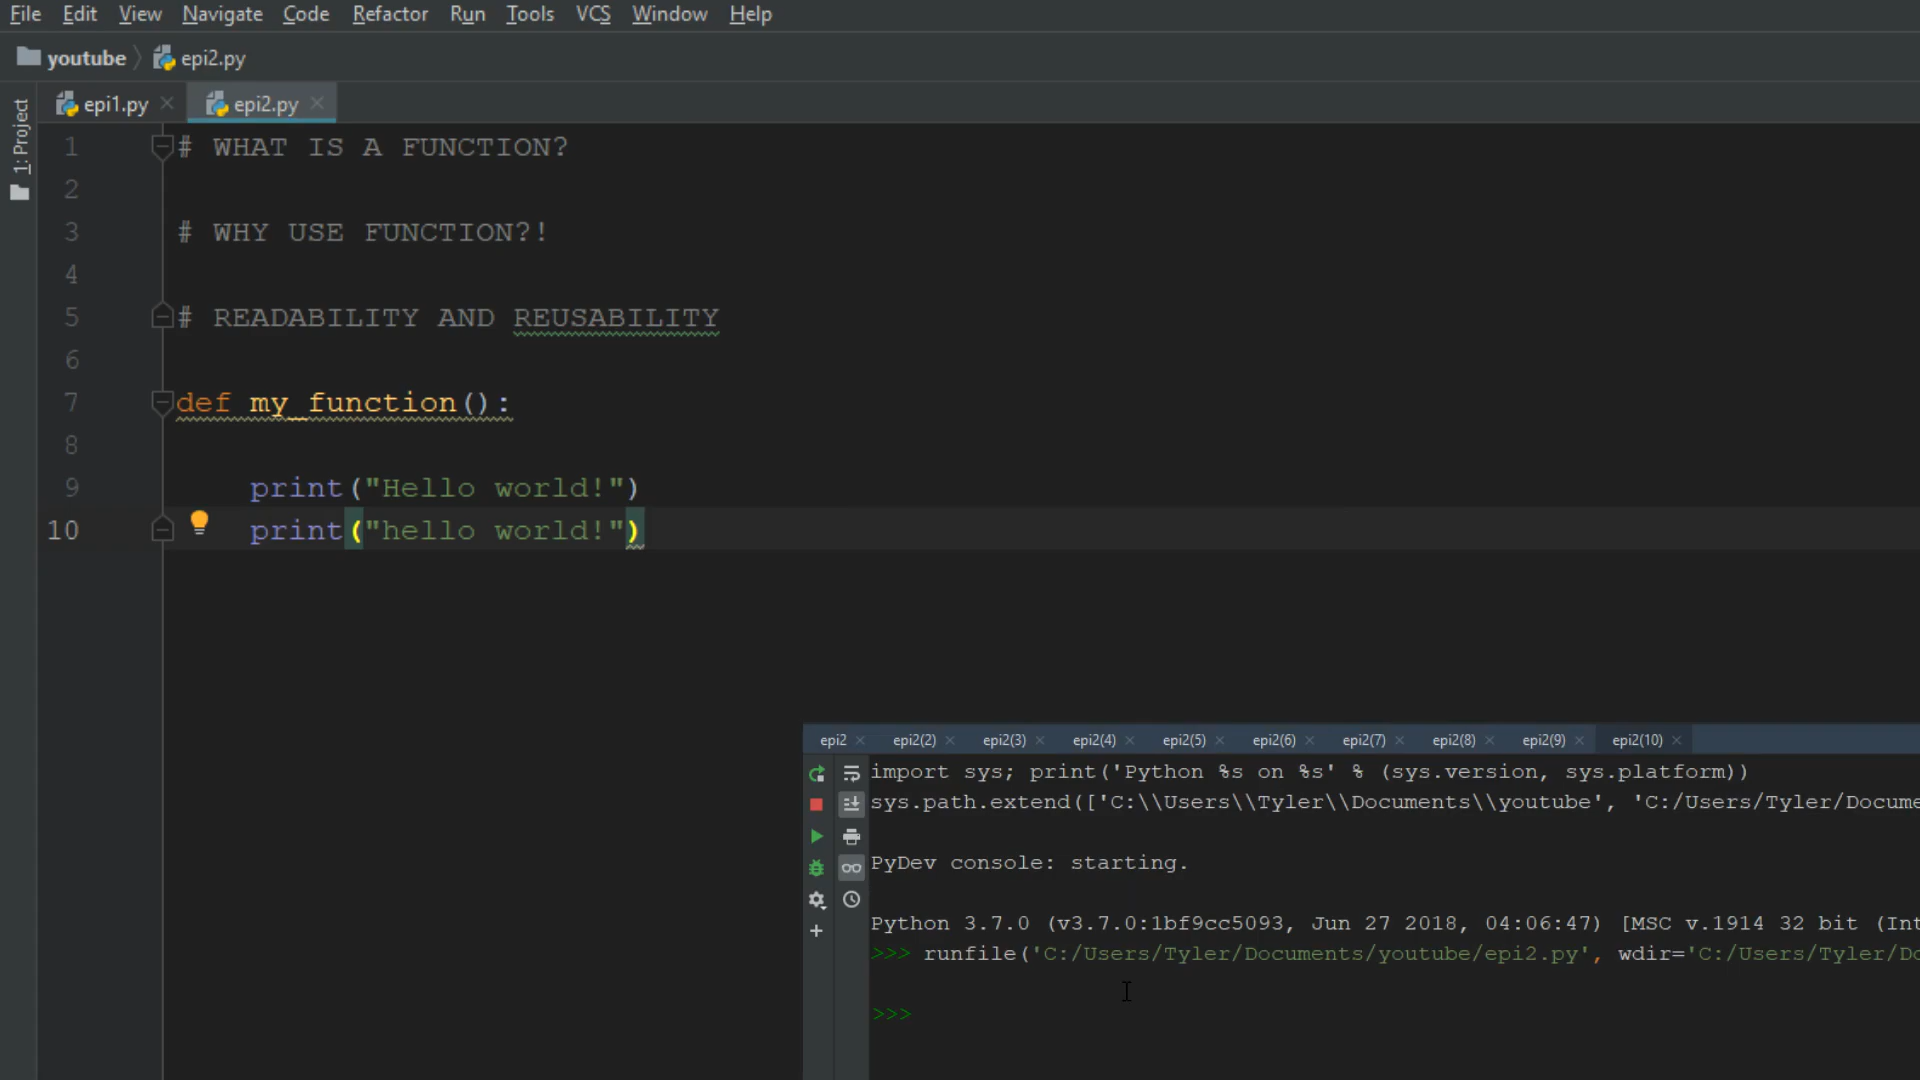 File Edit View Navigate Code Refactor Run Tools VCS Window Help
youtube epi2.py
1: Project
epi1.py epi2.py
1 # WHAT IS A FUNCTION?
2
3 # WHY USE FUNCTION?!
4
5 # READABILITY AND REUSABILITY
6
7 def my_function():
8
9 print("Hello world!")
10 print("hello world!")
epi2 epi2(2) epi2(3) epi2(4) epi2(5) epi2(6) epi2(7) epi2(8) epi2(9) epi2(10)
import sys; print('Python %s on %s' % (sys.version, sys.platform))
sys.path.extend(['C:\\Users\\Tyler\\Documents\\youtube', 'C:/Users/Tyler/Docume
PyDev console: starting.
Python 3.7.0 (v3.7.0:1bf9cc5093, Jun 27 2018, 04:06:47) [MSC v.1914 32 bit (Int
>>> runfile('C:/Users/Tyler/Documents/youtube/epi2.py', wdir='C:/Users/Tyler/Do
>>>